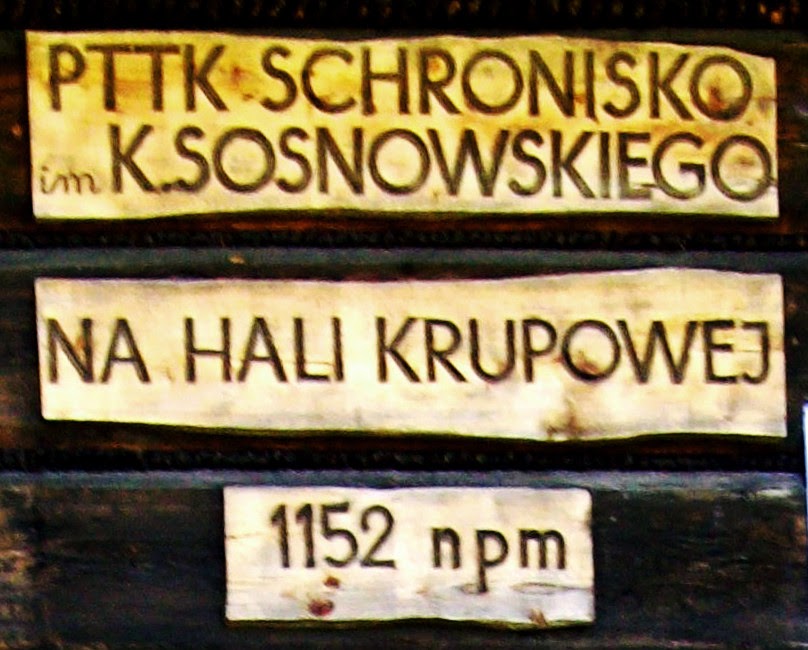 PTTK SCHRONISKO
im K.SOSNOWSKIEGO
NA HALI KRUPOWEJ
1152 npm